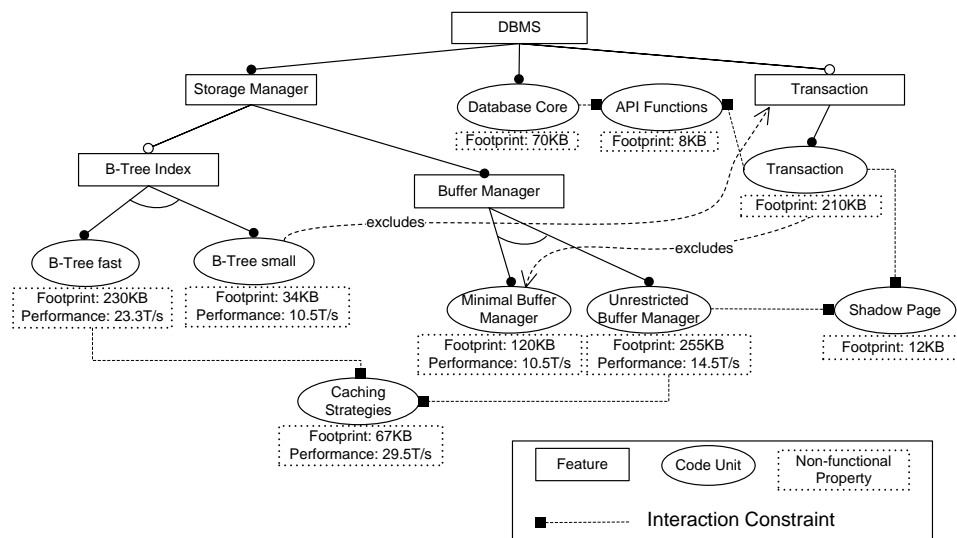 DBMS
Storage Manager
Database Core
API Functions
Transaction
Footprint: 70KB
Footprint: 8KB
B-Tree Index
Buffer Manager
Transaction
Footprint: 210KB
excludes
excludes
B-Tree fast
B-Tree small
Footprint: 230KB
Performance: 23.3T/s
Footprint: 34KB
Performance: 10.5T/s
Minimal Buffer
Manager
Unrestricted
Buffer Manager
Shadow Page
Footprint: 120KB
Performance: 10.5T/s
Footprint: 255KB
Performance: 14.5T/s
Footprint: 12KB
Caching
Strategies
Footprint: 67KB
Performance: 29.5T/s
Feature
Code Unit
Non-functional
Property
Interaction Constraint